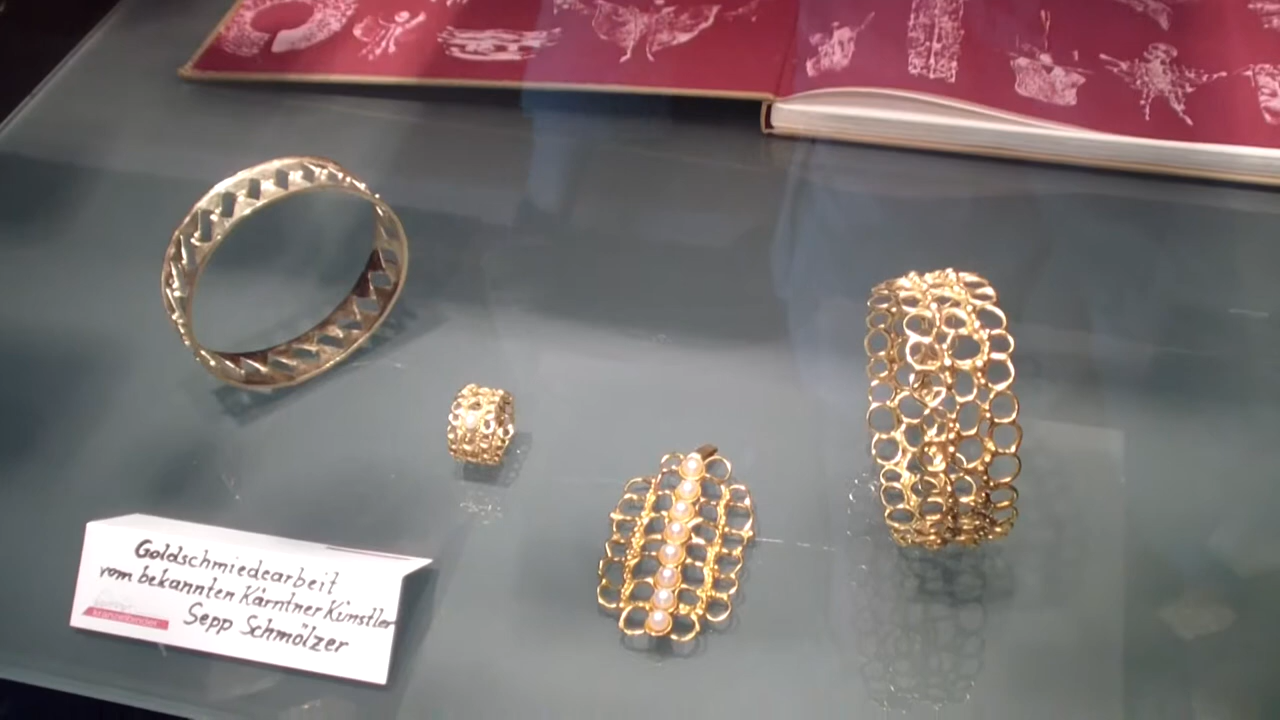 Goldschmiedearbeit
vom bekannten Kärntner Künstler
Sepp Schmölzer